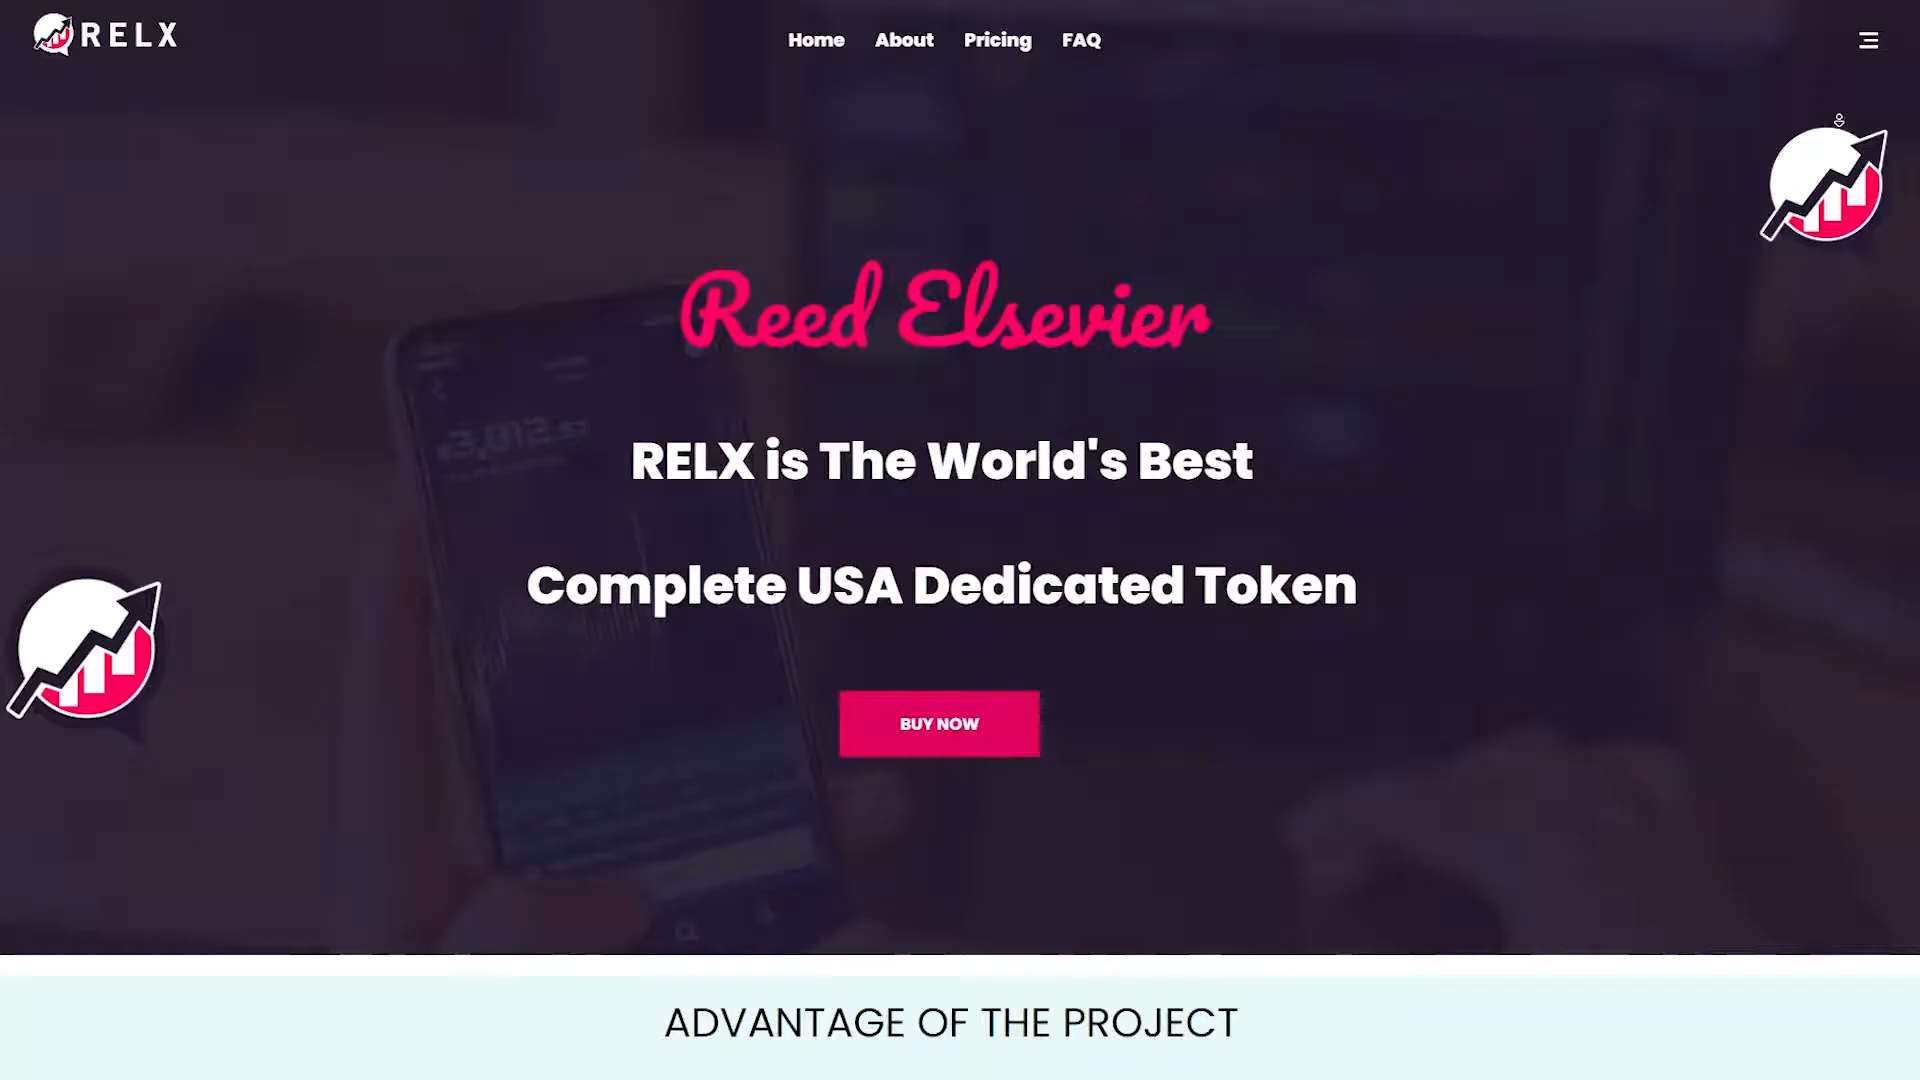 RELX
Home About Pricing FAQ
Reed Elsevier
RELX is The World's Best
Complete USA Dedicated Token
BUY NOW
ADVANTAGE OF THE PROJECT